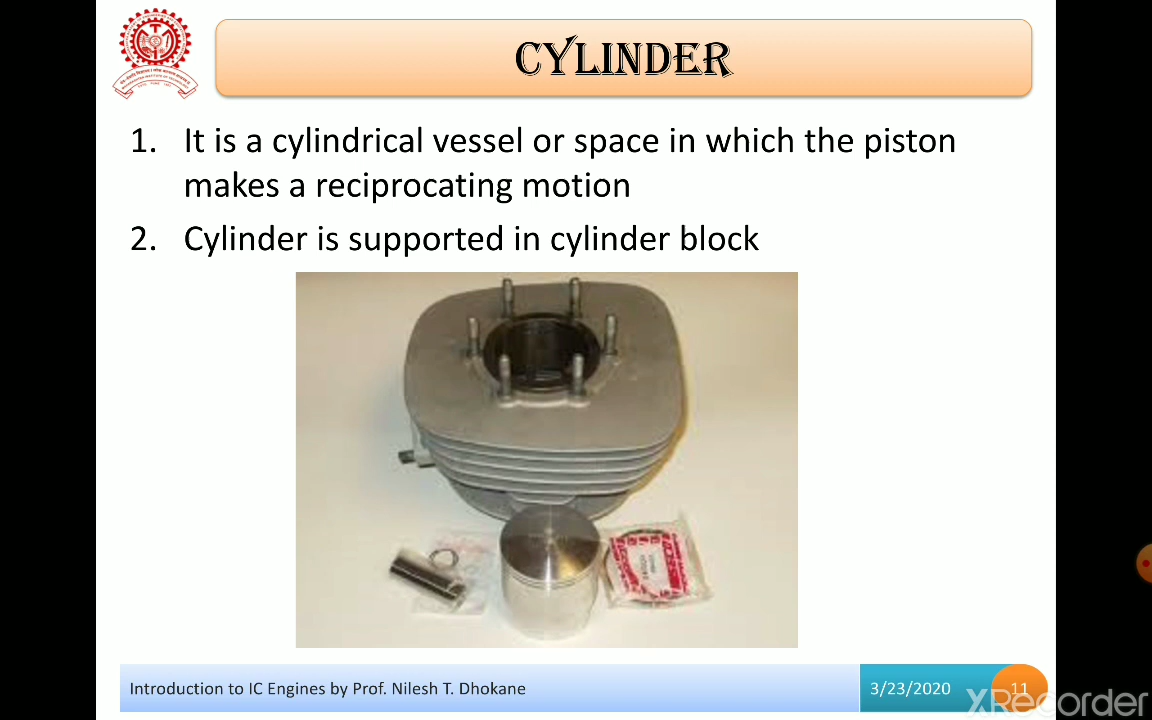 CYLINDER
1. It is a cylindrical vessel or space in which the piston
makes a reciprocating motion
2. Cylinder is supported in cylinder block
Introduction to IC Engines by Prof. Nilesh T. Dhokane
3/23/2020
11
XRecorder